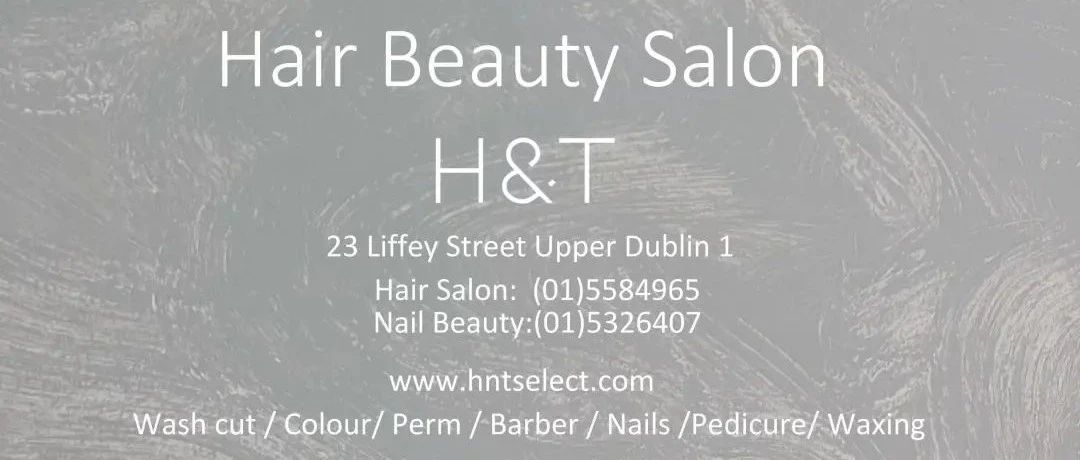 Hair Beauty Salon
H&T
23 Liffey Street Upper Dublin 1
Hair Salon: (01)5584965
Nail Beauty:(01)5326407
www.hntselect.com
Wash cut / Colour/ Perm / Barber / Nails /Pedicure/ Waxing